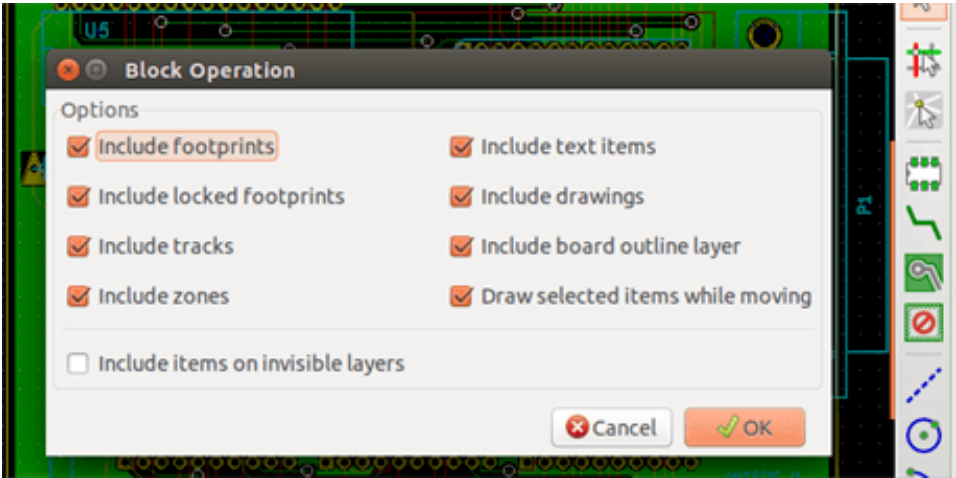 U5
Block Operation
Options
Include footprints
Include text items
Include locked footprints
Include drawings
Include tracks
Include board outline layer
Include zones
Draw selected items while moving
Include items on invisible layers
Cancel
OK
P1